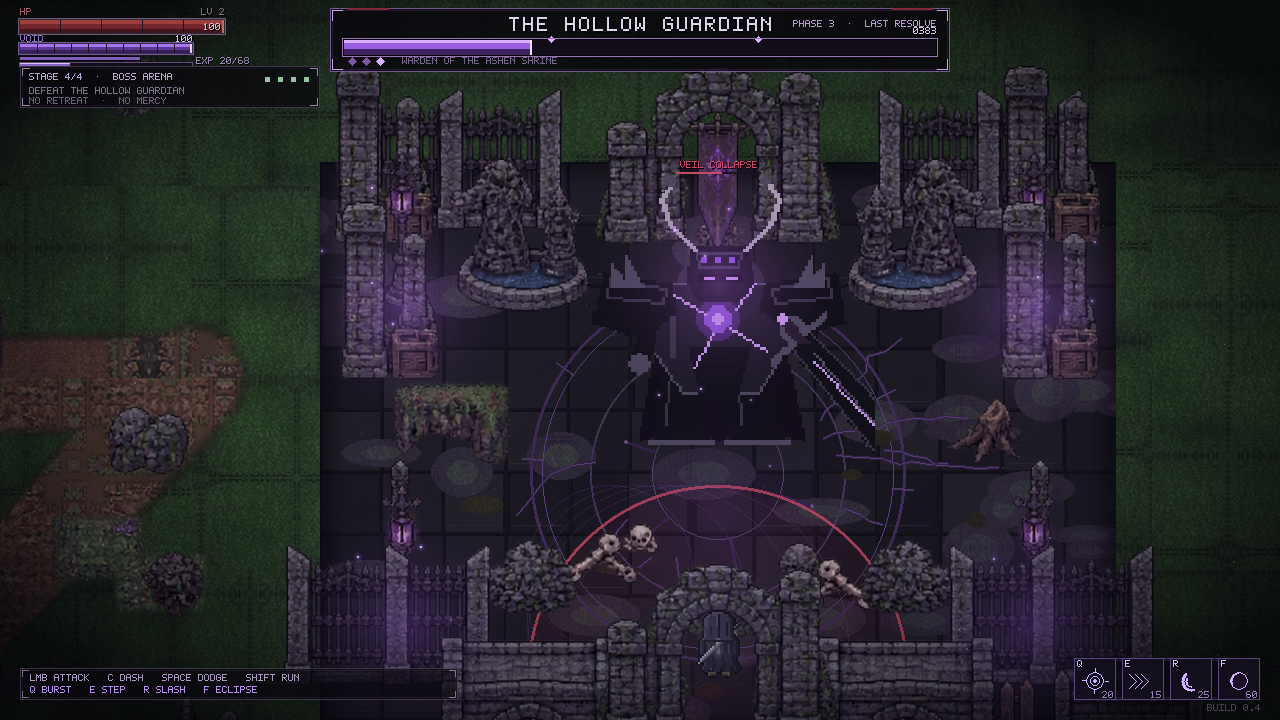 HP LV 2
100
VOID 100
EXP 20/68
STAGE 4/4 · BOSS ARENA
DEFEAT THE HOLLOW GUARDIAN
NO RETREAT · NO MERCY
THE HOLLOW GUARDIAN PHASE 3 LAST RESOLVE
0383
WARDEN OF THE ASHEN SHRINE
VEIL COLLAPSE
LMB ATTACK C DASH SPACE DODGE SHIFT RUN
Q BURST E STEP R SLASH F ECLIPSE
Q E R F
20 15 25 60
BUILD 0.4